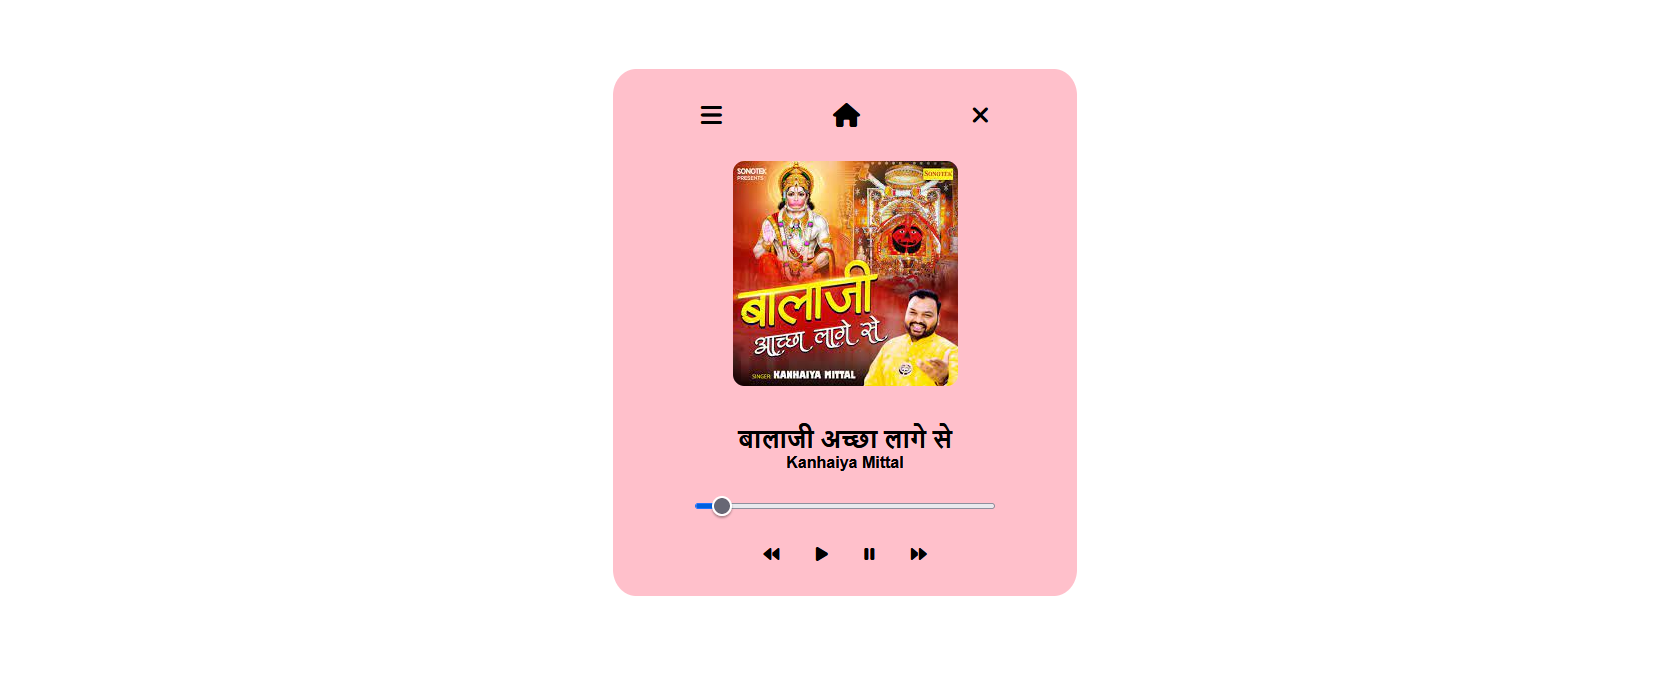 SONOTEK
PRESENTS
SONOTEK
बालाजी
आच्छा लागे से
SINGER KANHAIYA MITTAL
बालाजी अच्छा लागे से
Kanhaiya Mittal